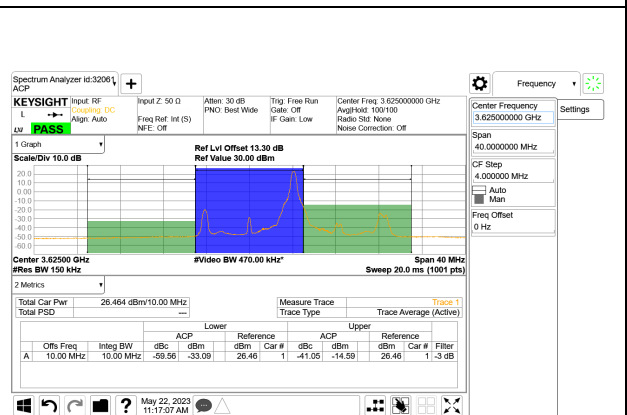 Spectrum Analyzer id:32061
ACP
Frequency
KEYSIGHT
L
PASS
Input: RF
Coupling: DC
Align: Auto
Input Z: 50 Ω
Freq Ref: Int (S)
NFE: Off
Atten: 30 dB
PNO: Best Wide
Trig: Free Run
Gate: Off
IF Gain: Low
Center Freq: 3.625000000 GHz
Avg|Hold: 100/100
Radio Std: None
Noise Correction: Off
Center Frequency
3.625000000 GHz
Settings
Span
40.0000000 MHz
CF Step
4.000000 MHz
Auto
Man
Freq Offset
0 Hz
1 Graph
Scale/Div 10.0 dB
Ref Lvl Offset 13.30 dB
Ref Value 30.00 dBm
20.0
10.0
0.00
-10.0
-20.0
-30.0
-40.0
-50.0
-60.0
Center 3.62500 GHz
#Video BW 470.00 kHz*
Span 40 MHz
#Res BW 150 kHz
Sweep 20.0 ms (1001 pts)
2 Metrics
Total Car Pwr 26.464 dBm/10.00 MHz
Total PSD ---
Measure Trace Trace 1
Trace Type Trace Average (Active)
Lower Upper
ACP Reference ACP Reference
Offs Freq Integ BW dBc dBm dBm Car # dBc dBm dBm Car # Filter
A 10.00 MHz 10.00 MHz -59.56 -33.09 26.46 1 -41.05 -14.59 26.46 1 -3 dB
?
May 22, 2023
11:17:07 AM